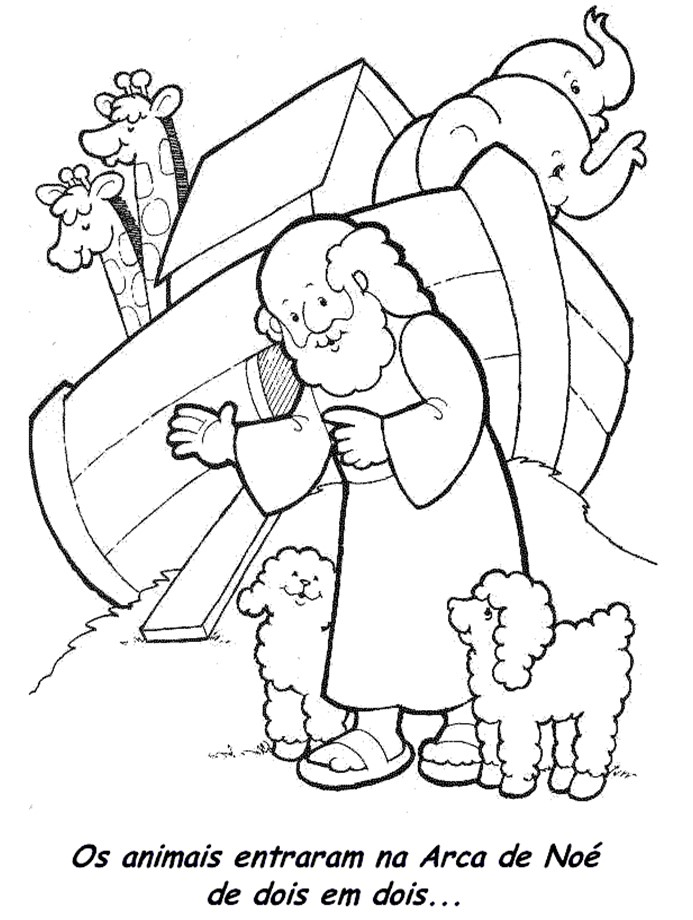 Os animais entraram na Arca de Noé
de dois em dois...